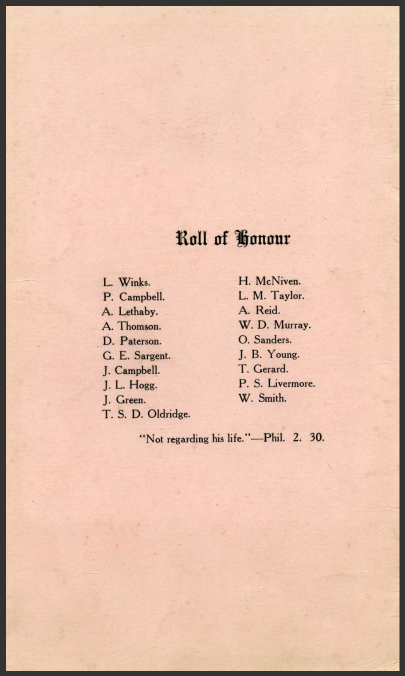 Roll of Honour
L. Winks.
P. Campbell.
A. Lethaby.
A. Thomson.
D. Paterson.
G. E. Sargent.
J. Campbell.
J. L. Hogg.
J. Green.
T. S. D. Oldridge.
H. McNiven.
L. M. Taylor.
A. Reid.
W. D. Murray.
O. Sanders.
J. B. Young.
T. Gerard.
P. S. Livermore.
W. Smith.
"Not regarding his life."—Phil. 2. 30.